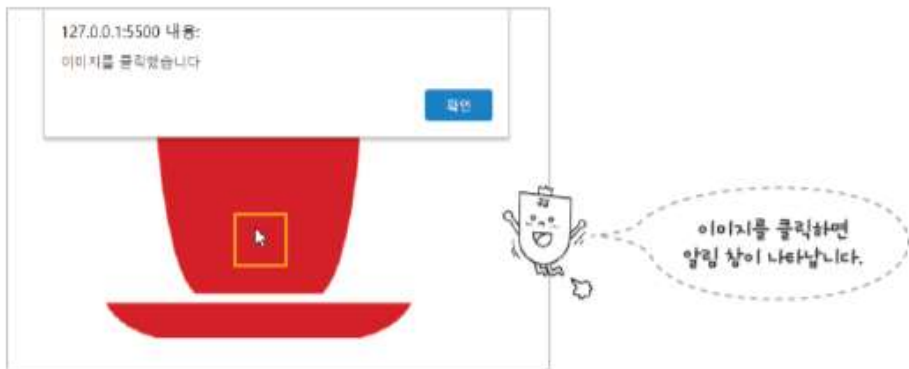 127.0.0.1:5500 내용:
이미지를 클릭했습니다
확인
이미지를 클릭하면
알림 창이 나타납니다.